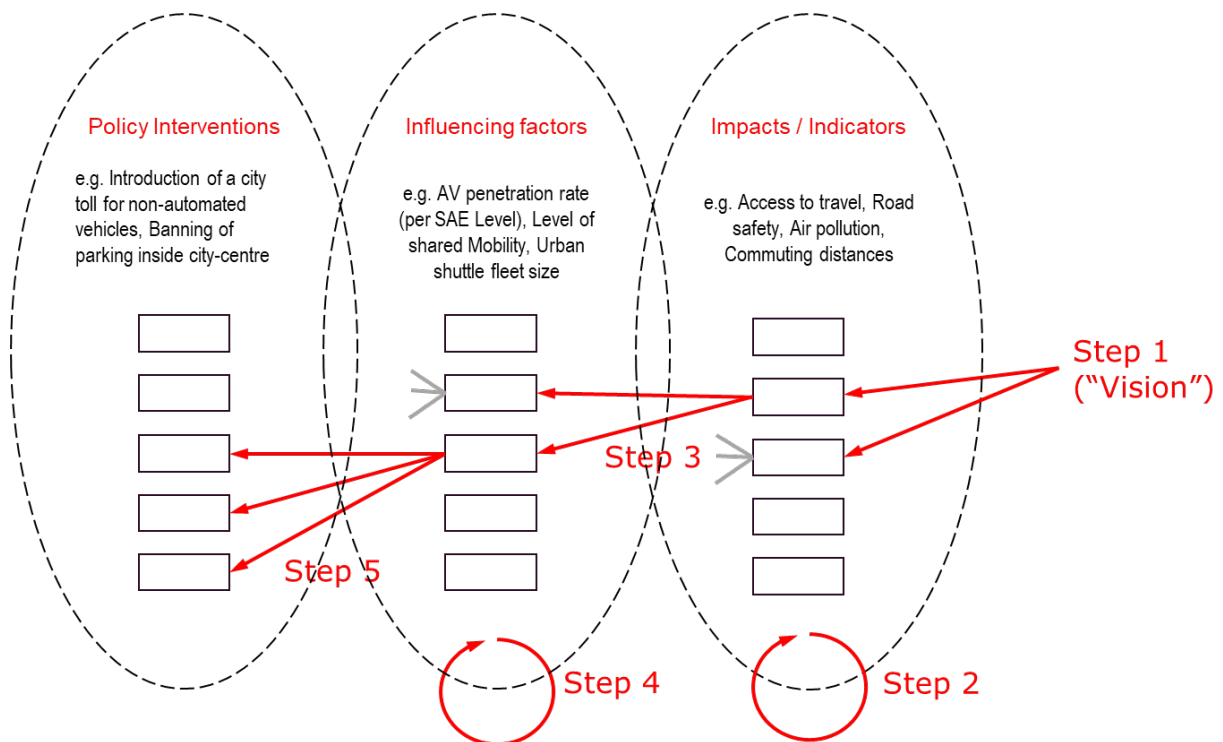 Policy Interventions
e.g. Introduction of a city
toll for non-automated
vehicles, Banning of
parking inside city-centre
Influencing factors
e.g. AV penetration rate
(per SAE Level), Level of
shared Mobility, Urban
shuttle fleet size
Impacts / Indicators
e.g. Access to travel, Road
safety, Air pollution,
Commuting distances
Step 1
(“Vision”)
Step 3
Step 5
Step 4
Step 2